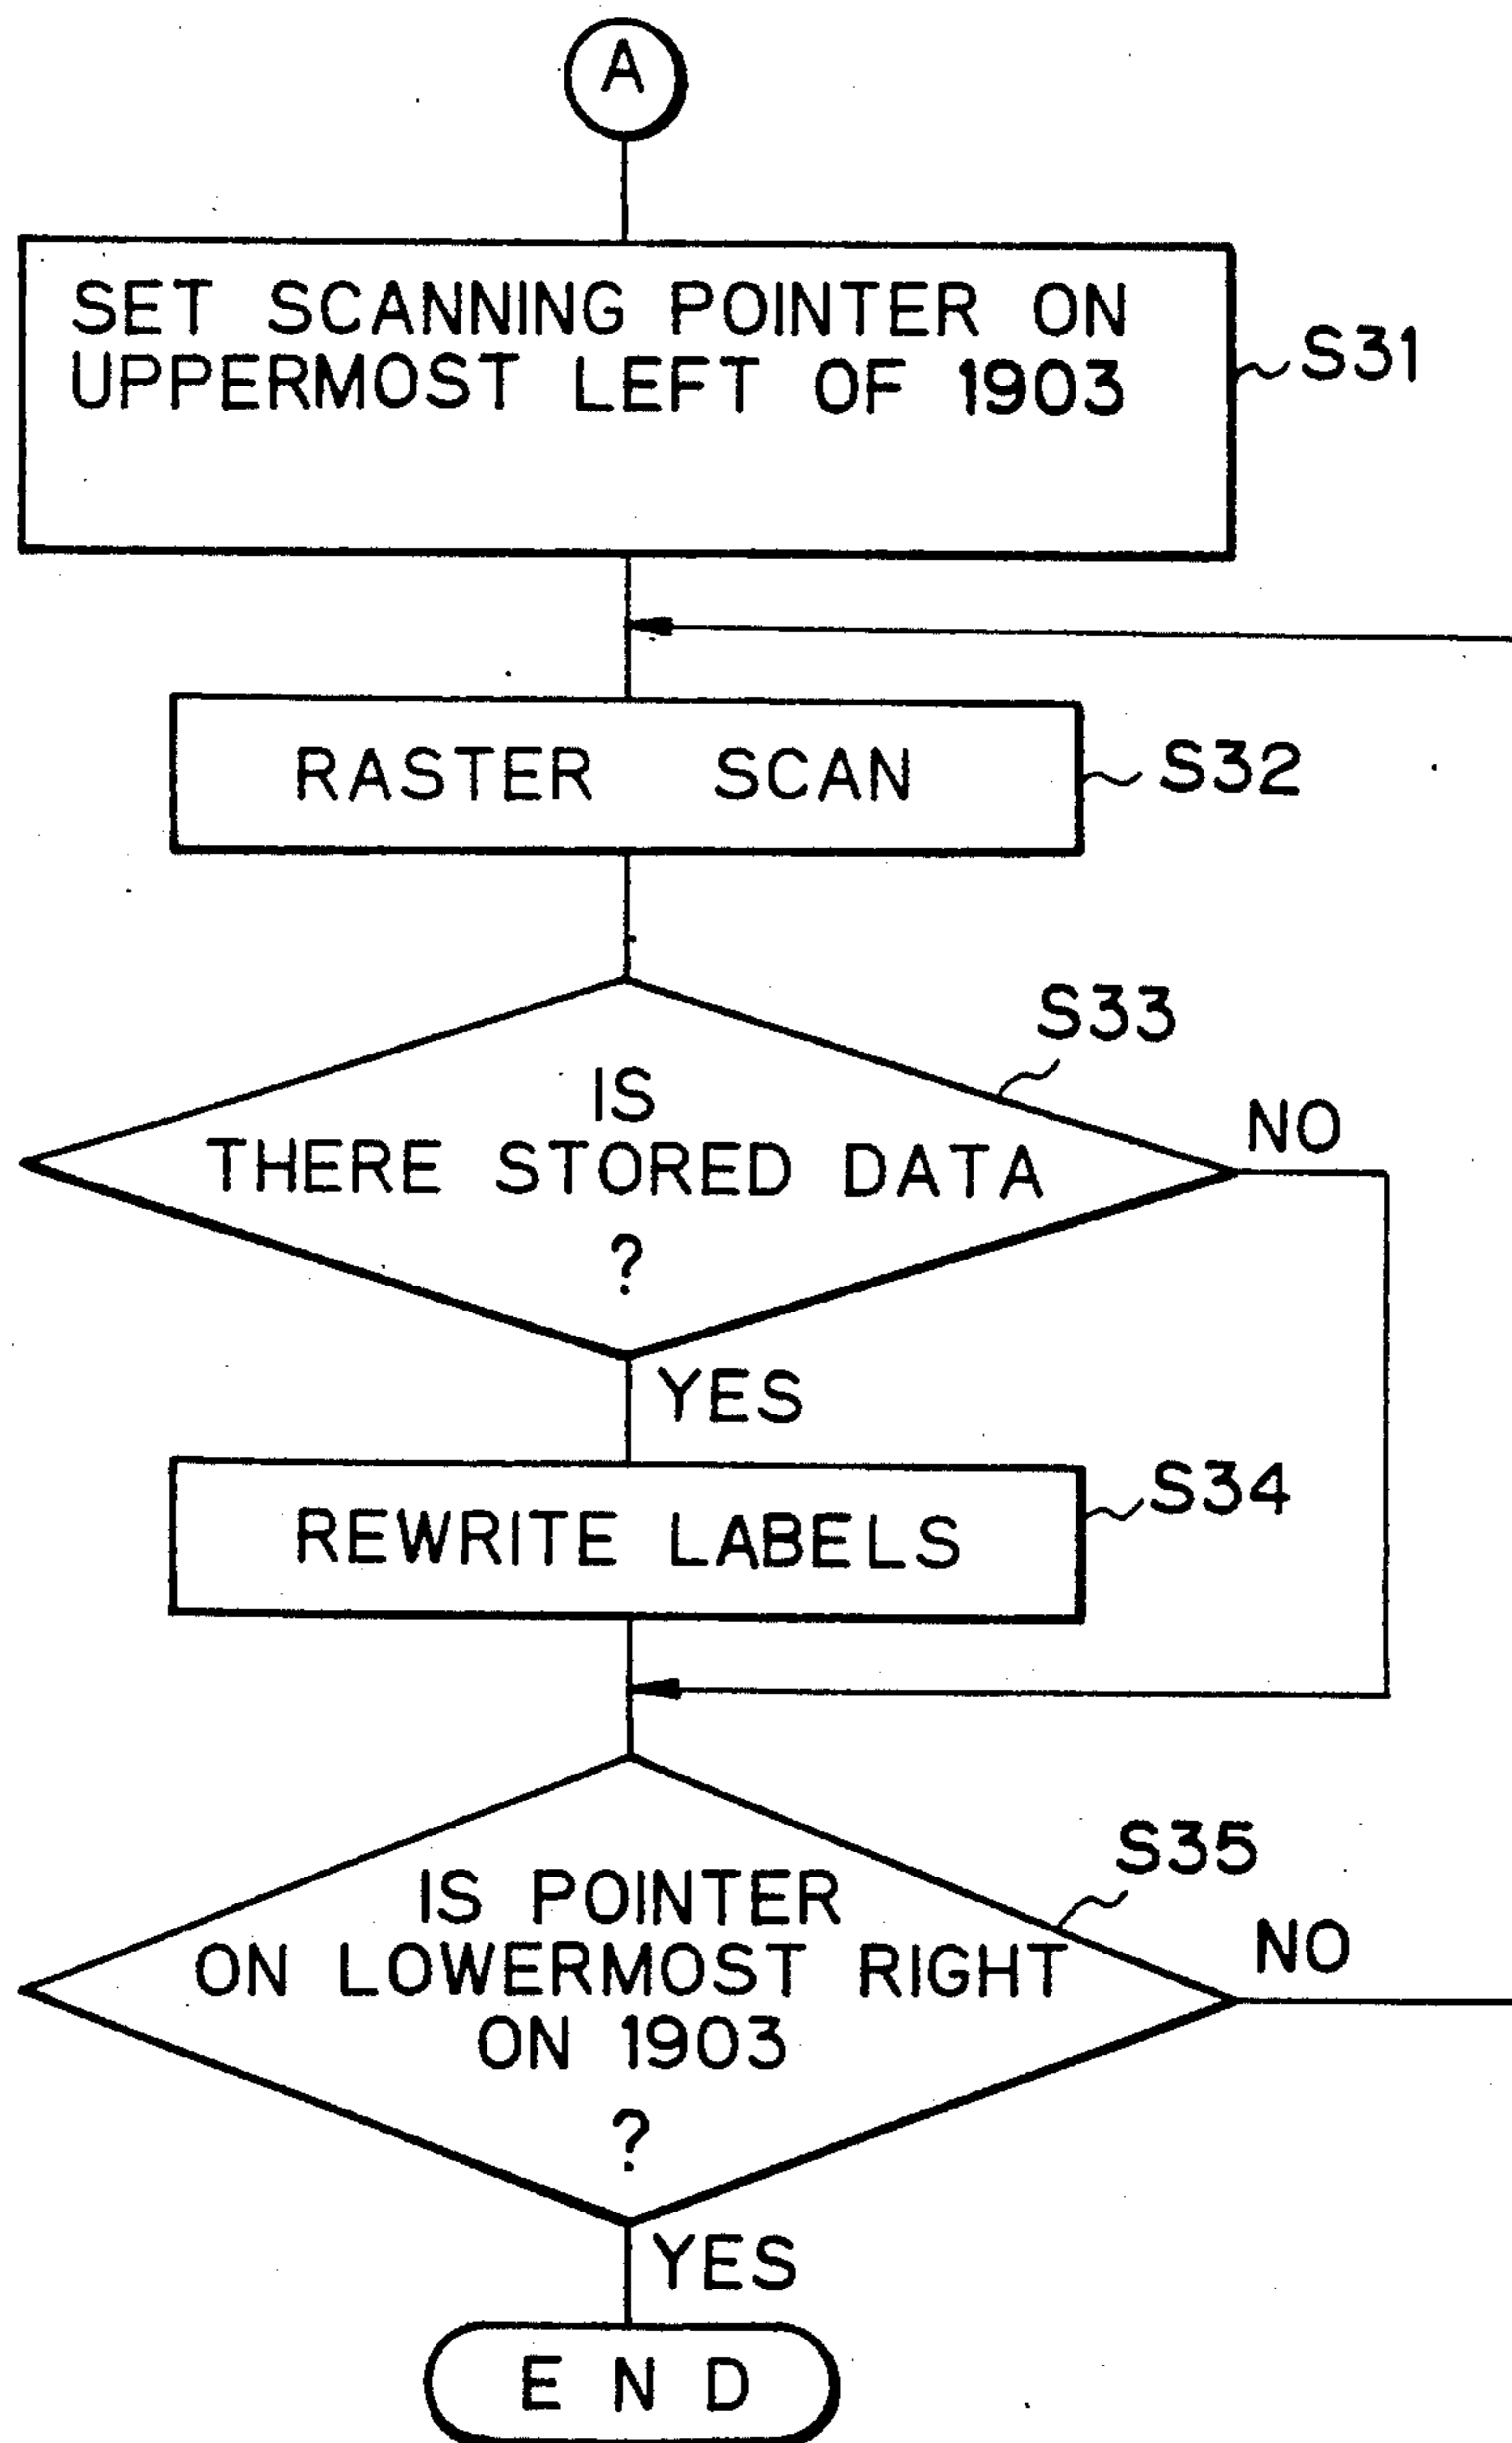 A
SET SCANNING POINTER ON
UPPERMOST LEFT OF 1903
S31
RASTER SCAN
S32
S33
IS
THERE STORED DATA
?
NO
YES
REWRITE LABELS
S34
S35
IS POINTER
ON LOWERMOST RIGHT
ON 1903
?
NO
YES
END